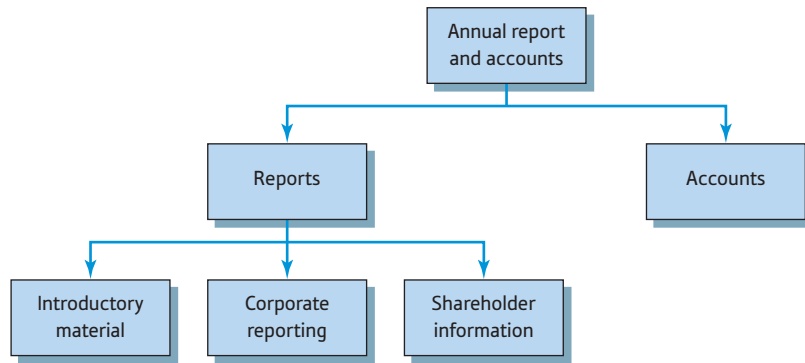 Annual report
and accounts
Reports
Accounts
Introductory
material
Corporate
reporting
Shareholder
information